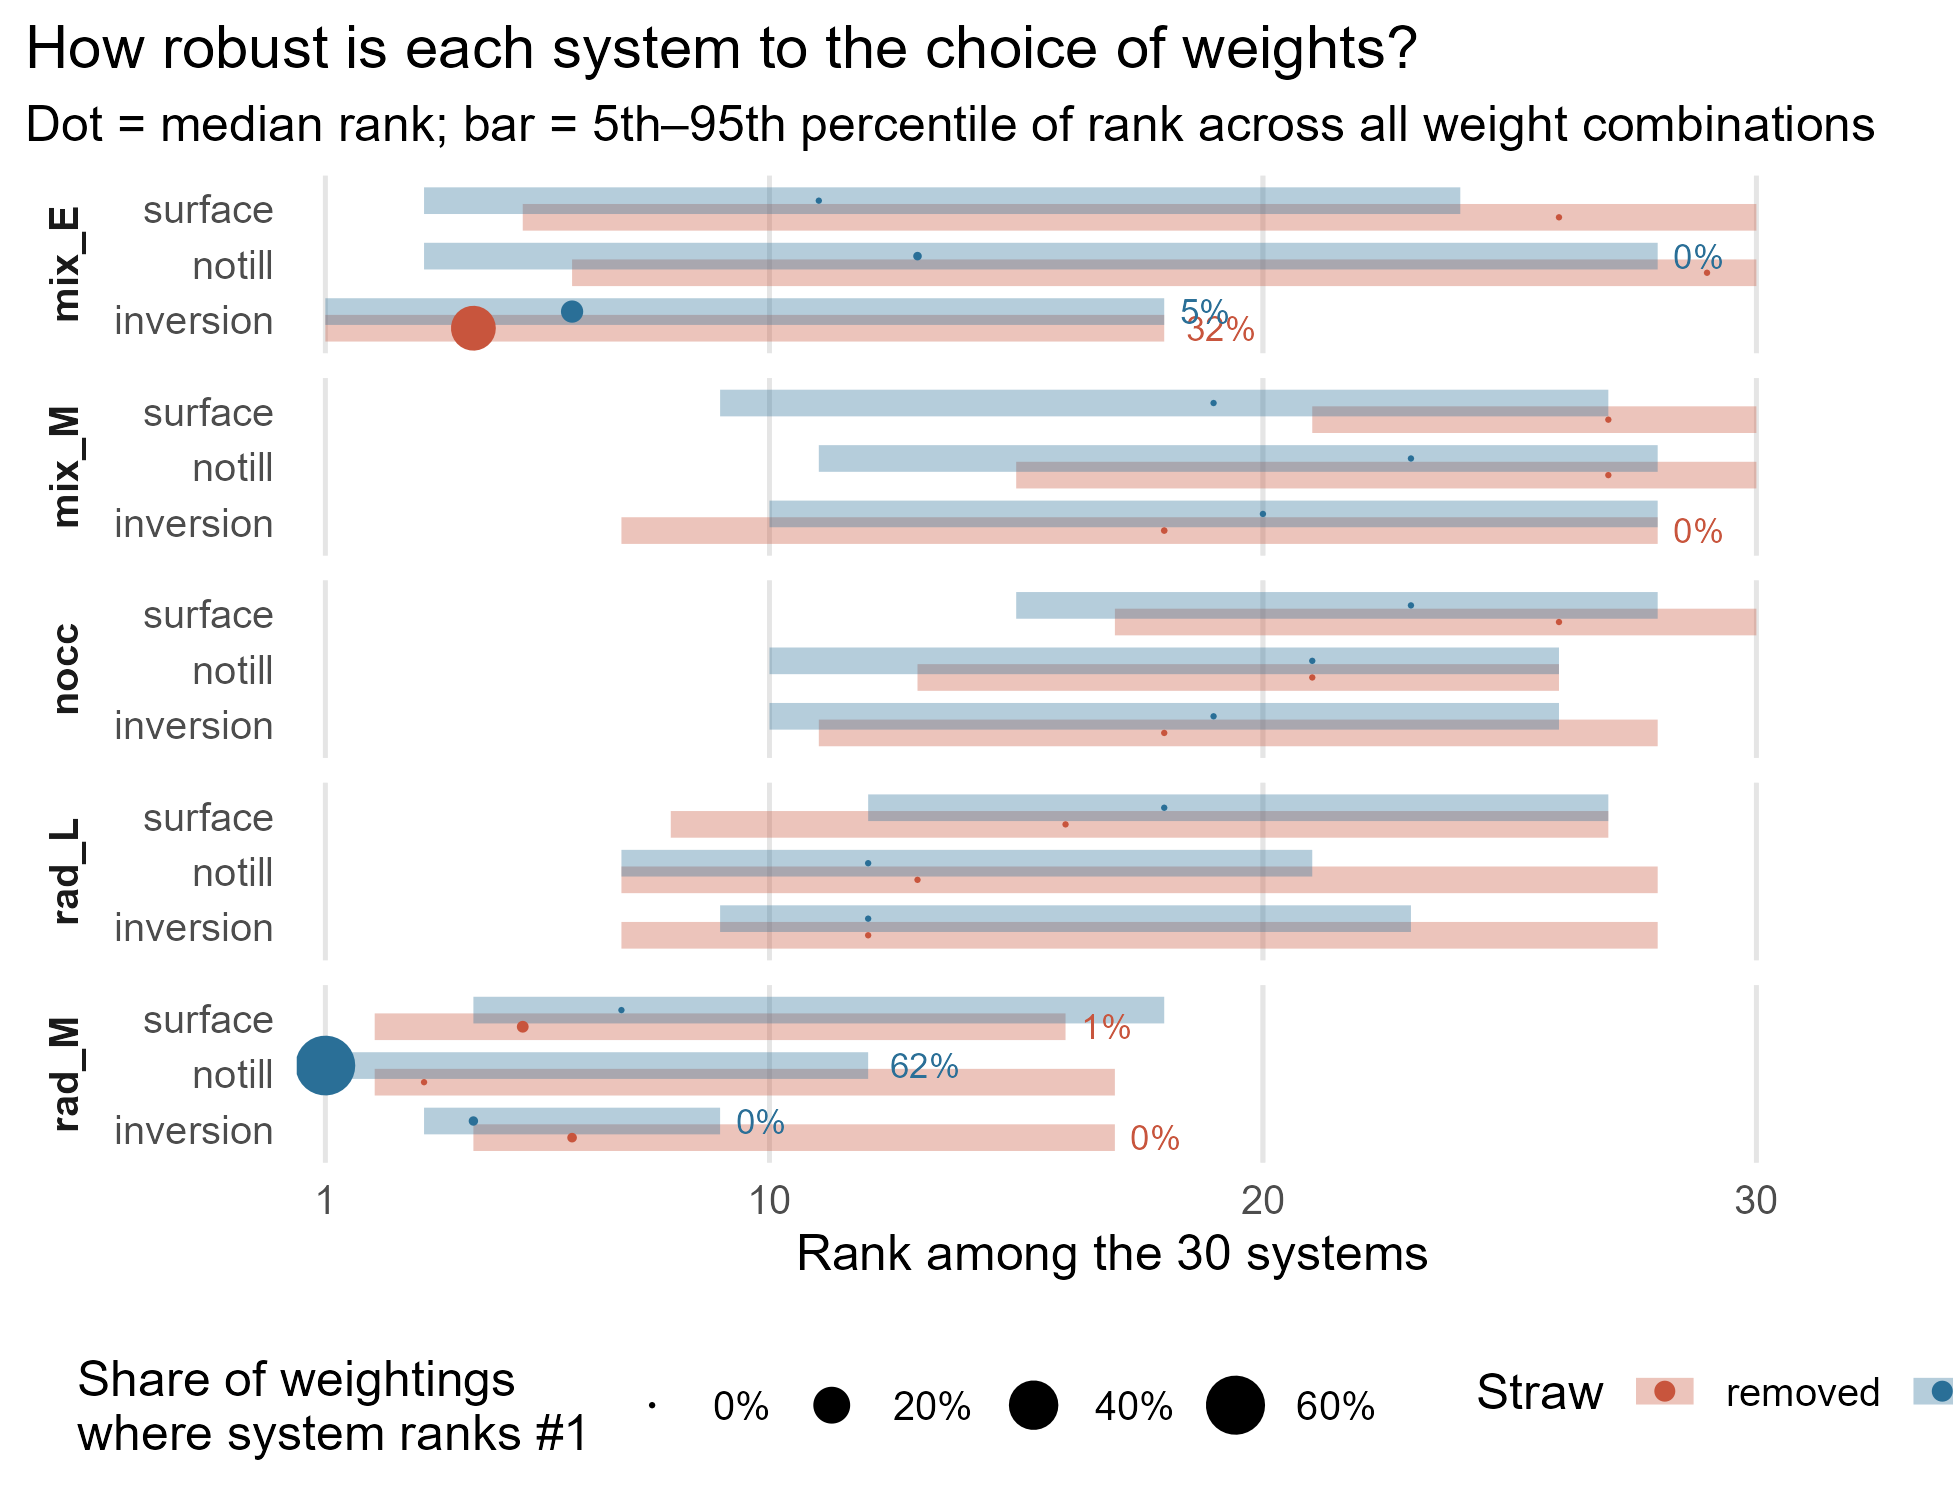 How robust is each system to the choice of weights?
Dot = median rank; bar = 5th–95th percentile of rank across all weight combinations
mix_E
surface
notill
0%
inversion
5%
32%
mix_M
surface
notill
inversion
0%
nocc
surface
notill
inversion
rad_L
surface
notill
inversion
rad_M
surface
1%
notill
62%
inversion
0%
0%
1 10 20 30
Rank among the 30 systems
Share of weightings
where system ranks #1
0% 20% 40% 60%
Straw removed